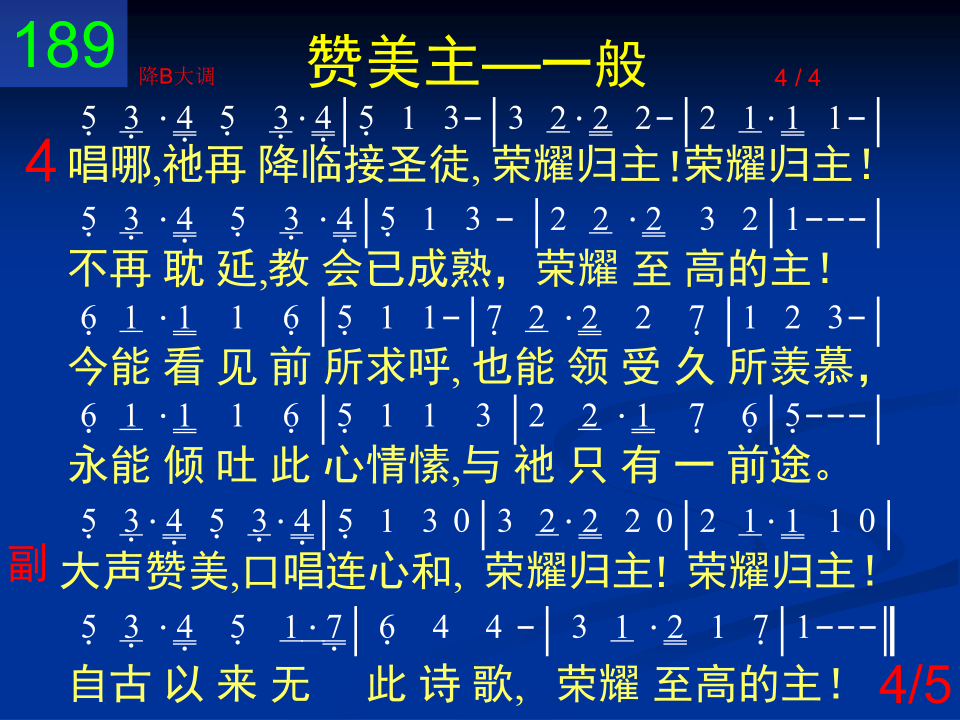 189 赞美主—一般
降B大调 4 / 4
5̣ 3̣ · 4̣ 5̣ 3̣ · 4̣ | 5̣ 1 3 - | 3 2 · 2 2 - | 2 1 · 1 1 - |
4 唱哪,祂再 降临接圣徒, 荣耀归主!荣耀归主!
5̣ 3̣ · 4̣ 5̣ 3̣ · 4̣ | 5̣ 1 3 - | 2 2 · 2 3 2 | 1 - - - |
不再 耽 延,教 会已成熟, 荣耀 至 高的主!
6̣ 1 · 1 1 6̣ | 5̣ 1 1 - | 7̣ 2 · 2 2 7̣ | 1 2 3 - |
今能 看 见 前 所求呼, 也能 领 受 久 所羡慕,
6̣ 1 · 1 1 6̣ | 5̣ 1 1 3 | 2 2 · 1 7̣ 6̣ | 5̣ - - - |
永能 倾 吐 此 心情愫,与 祂 只 有 一 前途。
5̣ 3̣ · 4̣ 5̣ 3̣ · 4̣ | 5̣ 1 3 0 | 3 2 · 2 2 0 | 2 1 · 1 1 0 |
副 大声赞美,口唱连心和, 荣耀归主! 荣耀归主!
5̣ 3̣ · 4̣ 5̣ 1 · 7̣ | 6̣ 4 4 - | 3 1 · 2 1 7̣ | 1 - - - ‖
自古 以 来 无 此 诗 歌, 荣耀 至高的主! 4/5